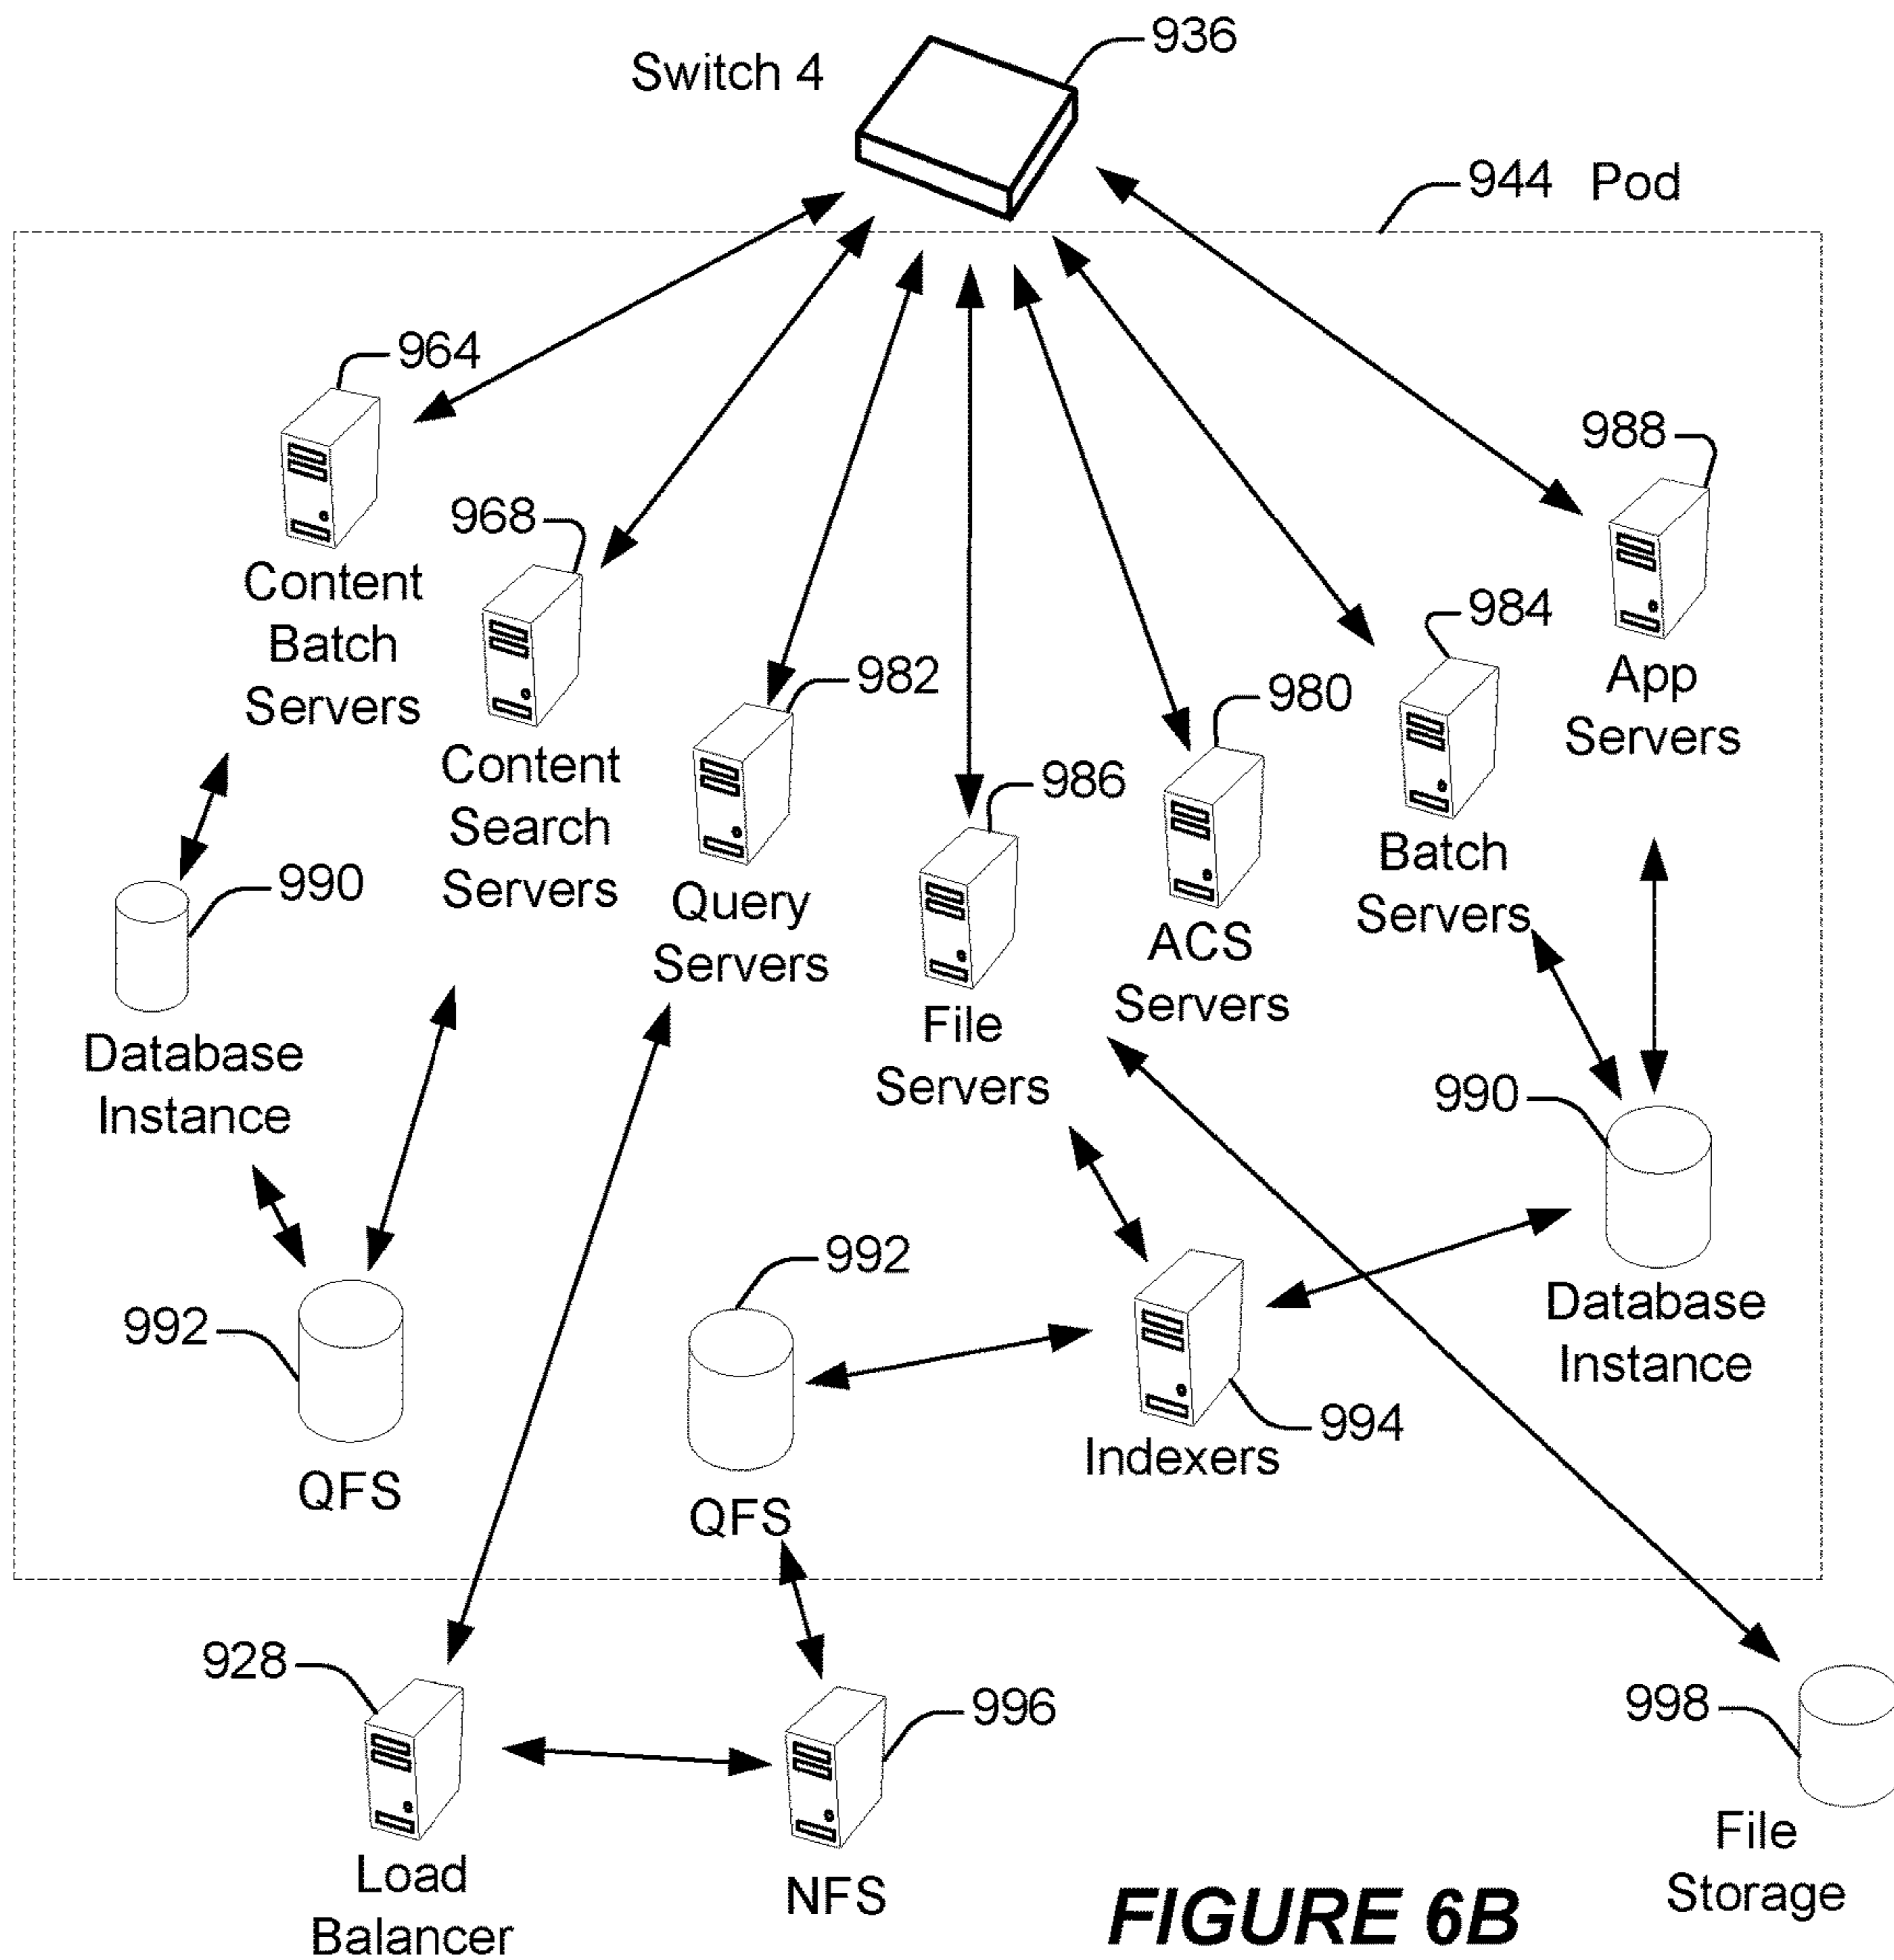 936
Switch 4
944 Pod
964
Content
Batch
Servers
968
Content
Search
Servers
982
Query
Servers
986
File
Servers
980
ACS
Servers
984
Batch
Servers
988
App
Servers
990
Database
Instance
990
Database
Instance
992
QFS
992
QFS
994
Indexers
928
Load
Balancer
996
NFS
998
File
Storage
FIGURE 6B